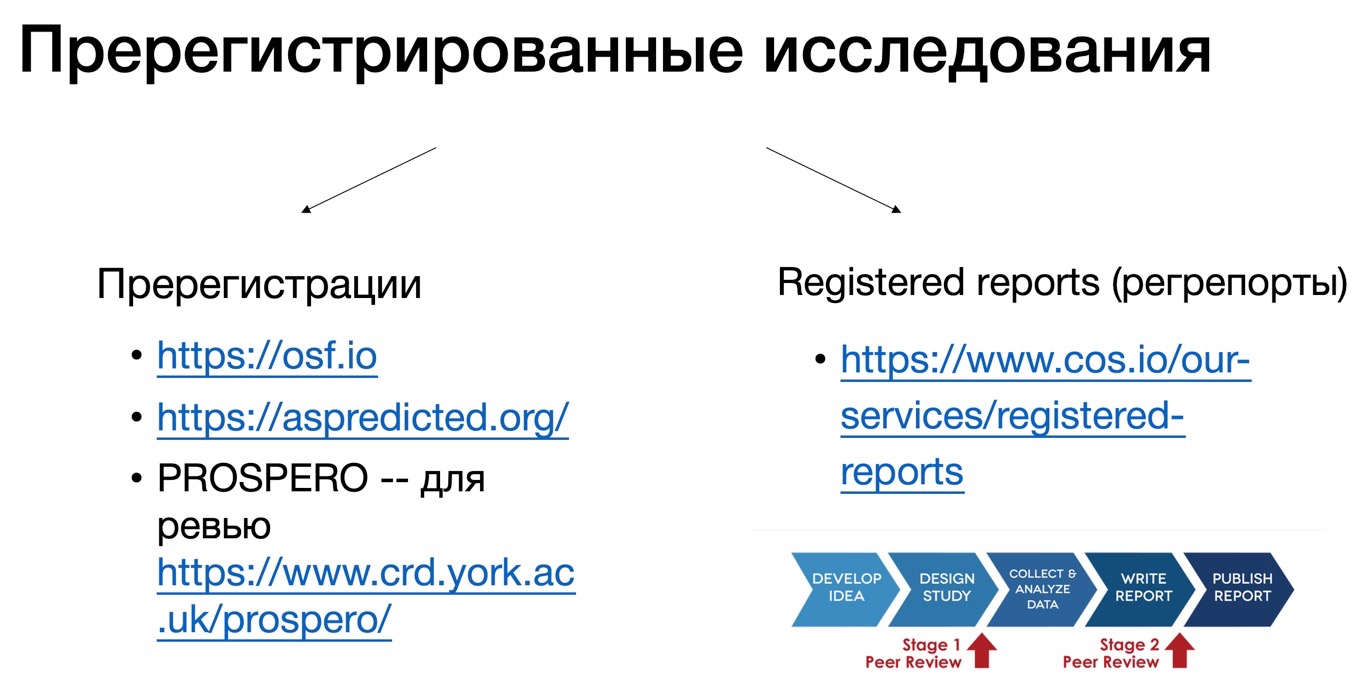 Пререгистрированные исследования
Пререгистрации
• https://osf.io
• https://aspredicted.org/
• PROSPERO -- для
ревью
https://www.crd.york.ac
.uk/prospero/
Registered reports (регрепорты)
• https://www.cos.io/our-
services/registered-
reports
DEVELOP
IDEA
DESIGN
STUDY
COLLECT &
ANALYZE
DATA
WRITE
REPORT
PUBLISH
REPORT
Stage 1
Peer Review
Stage 2
Peer Review